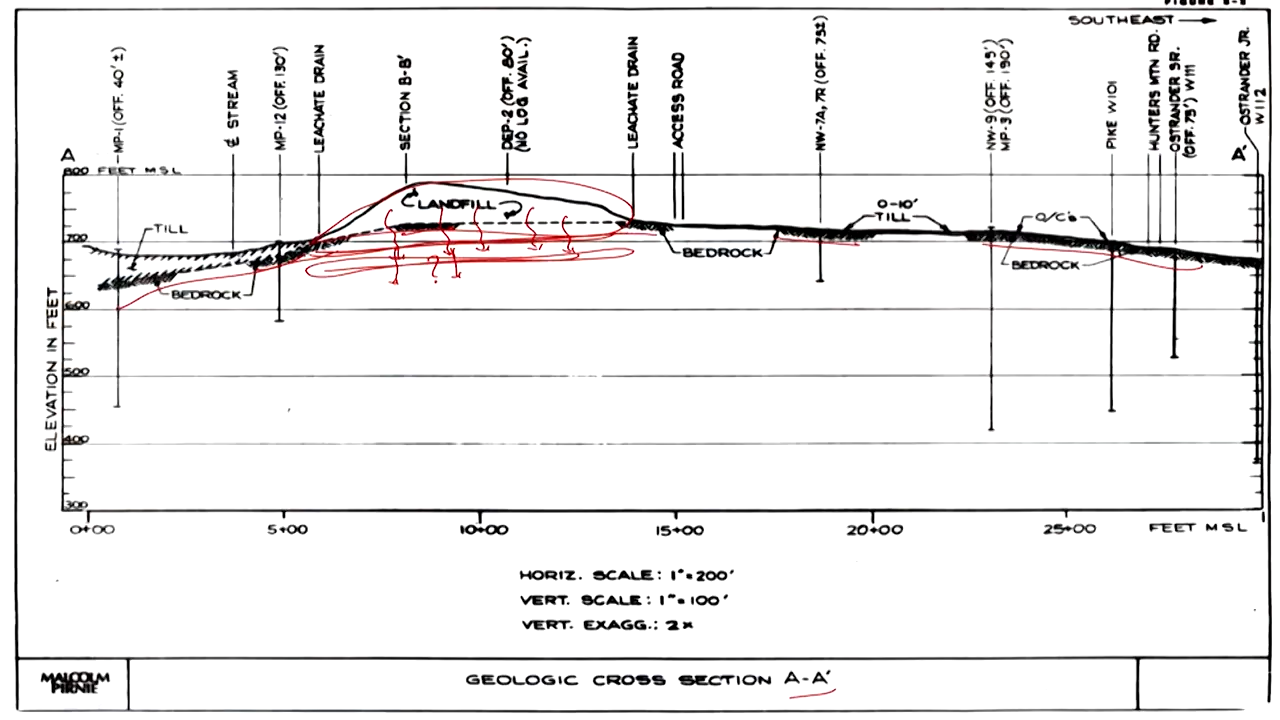 SOUTHEAST
MP-1 (OFF. 40' ±)
℄ STREAM
MP-12 (OFF. 130')
LEACHATE DRAIN
SECTION B-B'
DEP-2 (OFF. 80')
(NO LOG AVAIL.)
LEACHATE DRAIN
ACCESS ROAD
NW-7A, 7R (OFF. 75±)
NW-9 (OFF. 145')
MP-3 (OFF. 190')
PIKE W101
HUNTERS MTN RD.
OSTRANDER SR.
(OFF. 75') W111
OSTRANDER JR.
W112
A
A'
800 FEET MSL
LANDFILL
0-10'
TILL
O/C's
TILL
700
BEDROCK
BEDROCK
BEDROCK
?
600
500
400
300
ELEVATION IN FEET
0+00
5+00
10+00
15+00
20+00
25+00
FEET MSL
HORIZ. SCALE: 1"=200'
VERT. SCALE: 1"=100'
VERT. EXAGG.: 2x
MALCOLM
PIRNIE
GEOLOGIC CROSS SECTION A-A'